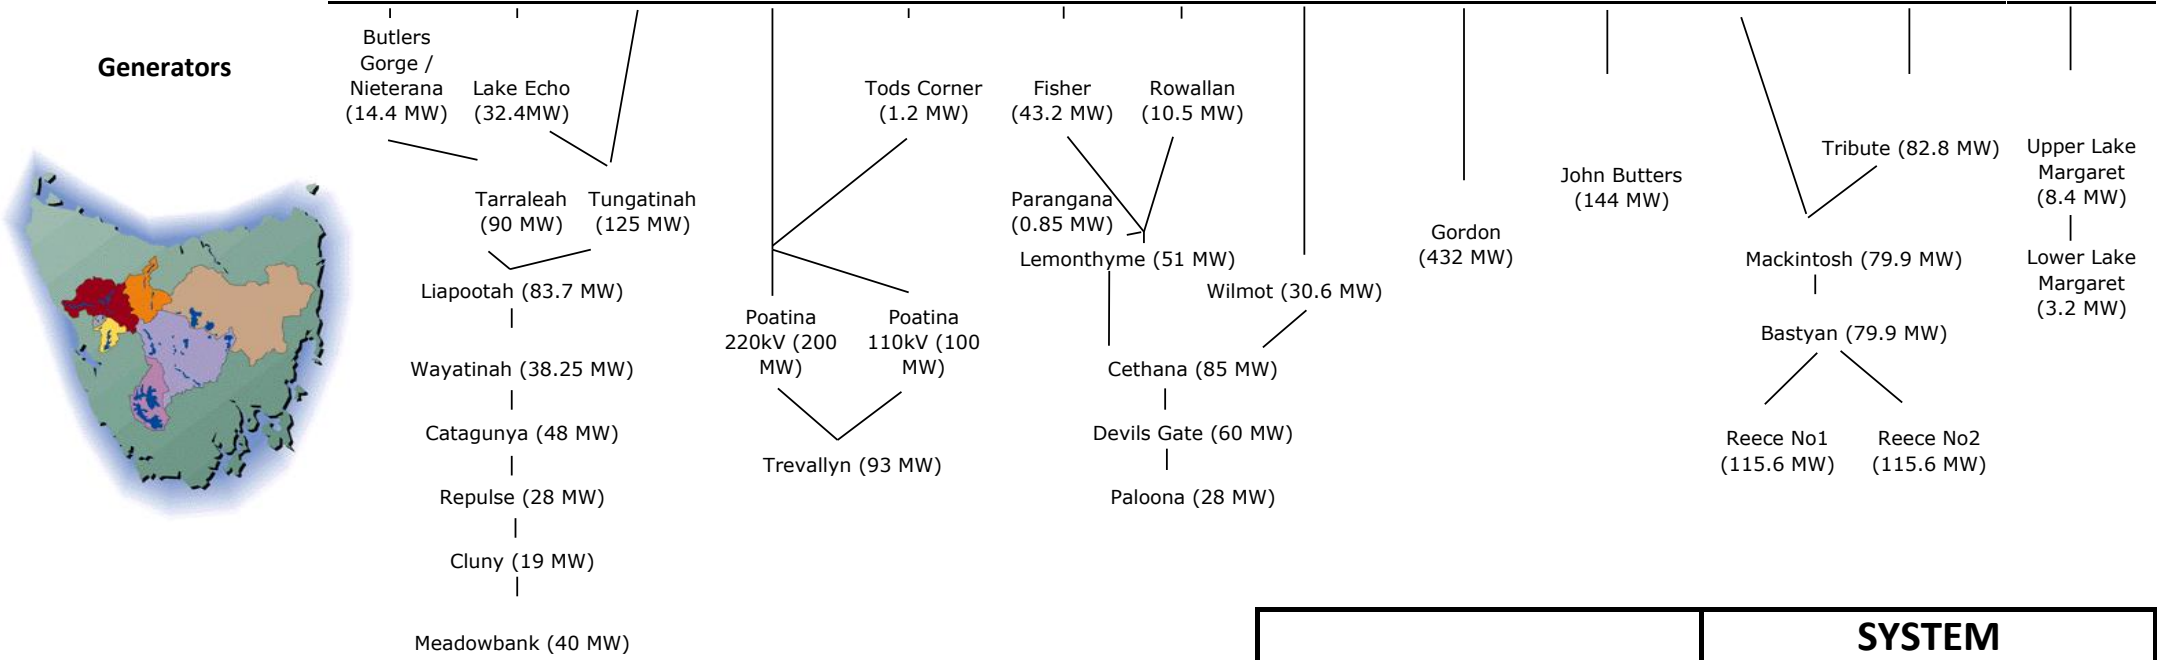 Generators
Butlers
Gorge /
Nieterana
(14.4 MW)
Lake Echo
(32.4MW)
Tarraleah
(90 MW)
Tungatinah
(125 MW)
Liapootah (83.7 MW)
Wayatinah (38.25 MW)
Catagunya (48 MW)
Repulse (28 MW)
Cluny (19 MW)
Meadowbank (40 MW)
Tods Corner
(1.2 MW)
Poatina
220kV (200
MW)
Poatina
110kV (100
MW)
Trevallyn (93 MW)
Fisher
(43.2 MW)
Rowallan
(10.5 MW)
Parangana
(0.85 MW)
Lemonthyme (51 MW)
Wilmot (30.6 MW)
Cethana (85 MW)
Devils Gate (60 MW)
Paloona (28 MW)
Gordon
(432 MW)
John Butters
(144 MW)
Tribute (82.8 MW)
Mackintosh (79.9 MW)
Bastyan (79.9 MW)
Reece No1
(115.6 MW)
Reece No2
(115.6 MW)
Upper Lake
Margaret
(8.4 MW)
Lower Lake
Margaret
(3.2 MW)
SYSTEM